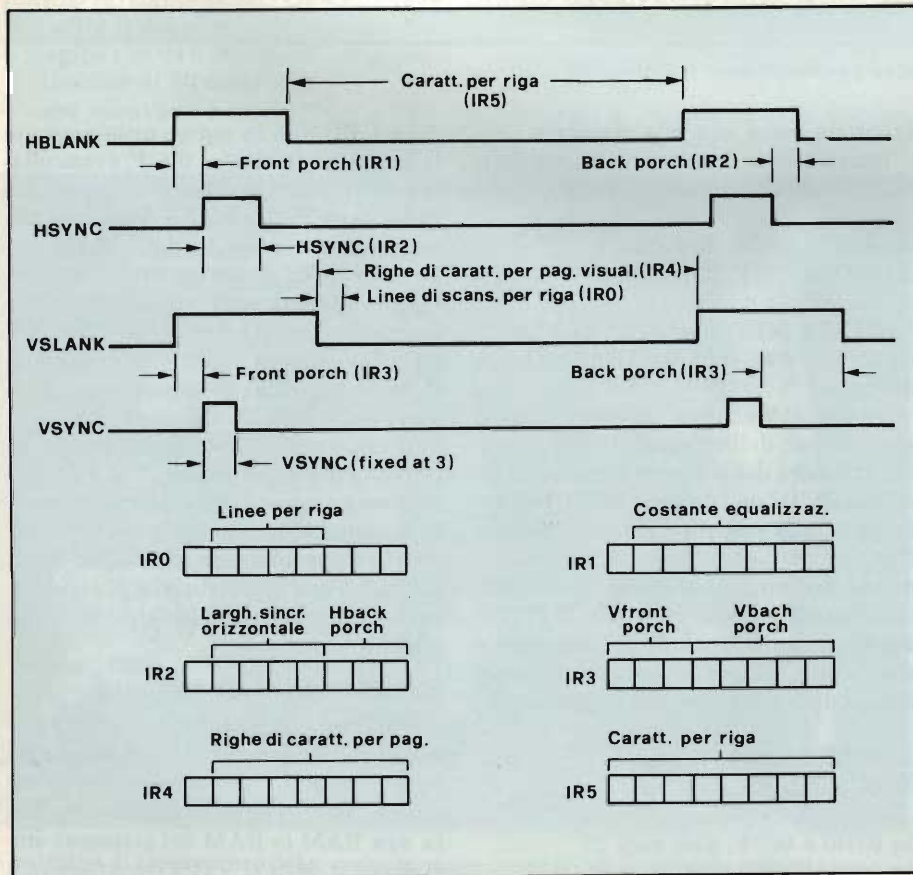 Caratt. per riga
(IR5)
HBLANK
Front porch (IR1)
Back porch (IR2)
HSYNC
HSYNC (IR2)
Righe di caratt. per pag. visual. (IR4)
Linee di scans. per riga (IR0)
VSLANK
Front porch (IR3)
Back porch (IR3)
VSYNC
VSYNC (fixed at 3)
Linee per riga
IR0
Costante equalizzaz.
IR1
Largh. sincr.
orizzontale
Hback
porch
IR2
Vfront
porch
Vbach
porch
IR3
Righe di caratt. per pag.
IR4
Caratt. per riga
IR5